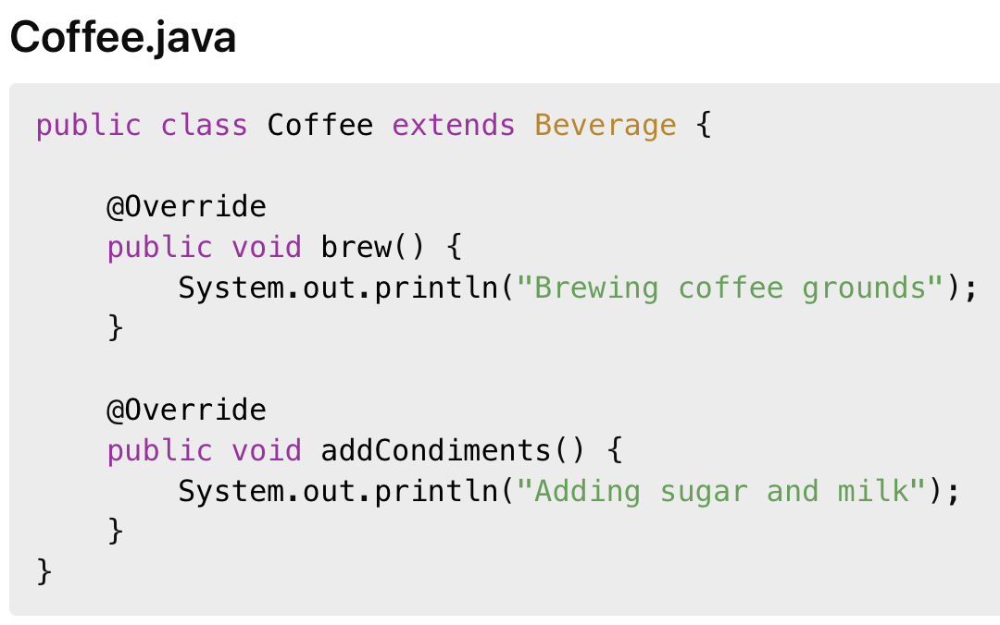 Coffee.java
public class Coffee extends Beverage {
@Override
public void brew() {
System.out.println("Brewing coffee grounds");
}
@Override
public void addCondiments() {
System.out.println("Adding sugar and milk");
}
}